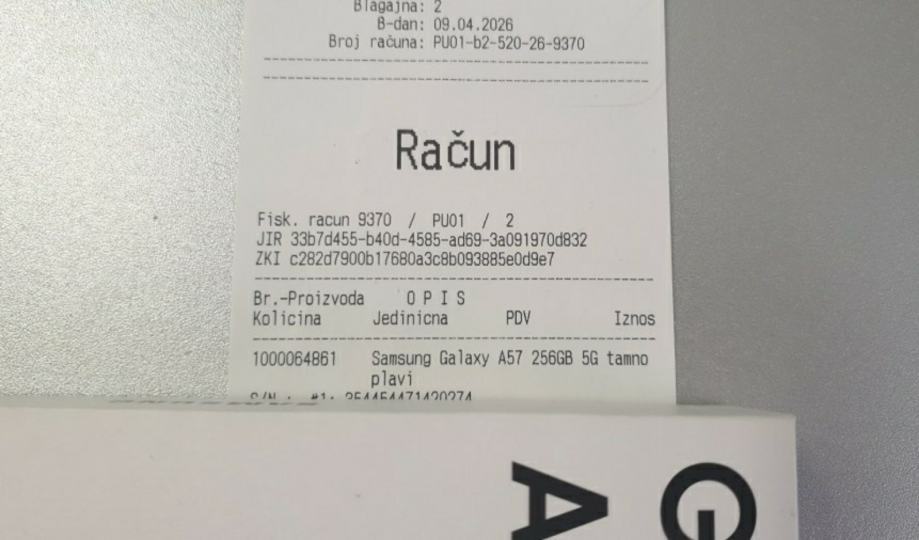 Blagajna: 2
B-dan: 09.04.2026
Broj računa: PU01-b2-520-26-9370
Račun
Fisk. racun 9370 / PU01 / 2
JIR 33b7d455-b40d-4585-ad69-3a091970d832
ZKI c282d7900b17680a3c8b093885e0d9e7
Br.-Proizvoda O P I S
Kolicina Jedinicna PDV Iznos
1000064861 Samsung Galaxy A57 256GB 5G tamno
plavi
S/N : #1: 354454471420274
G
A